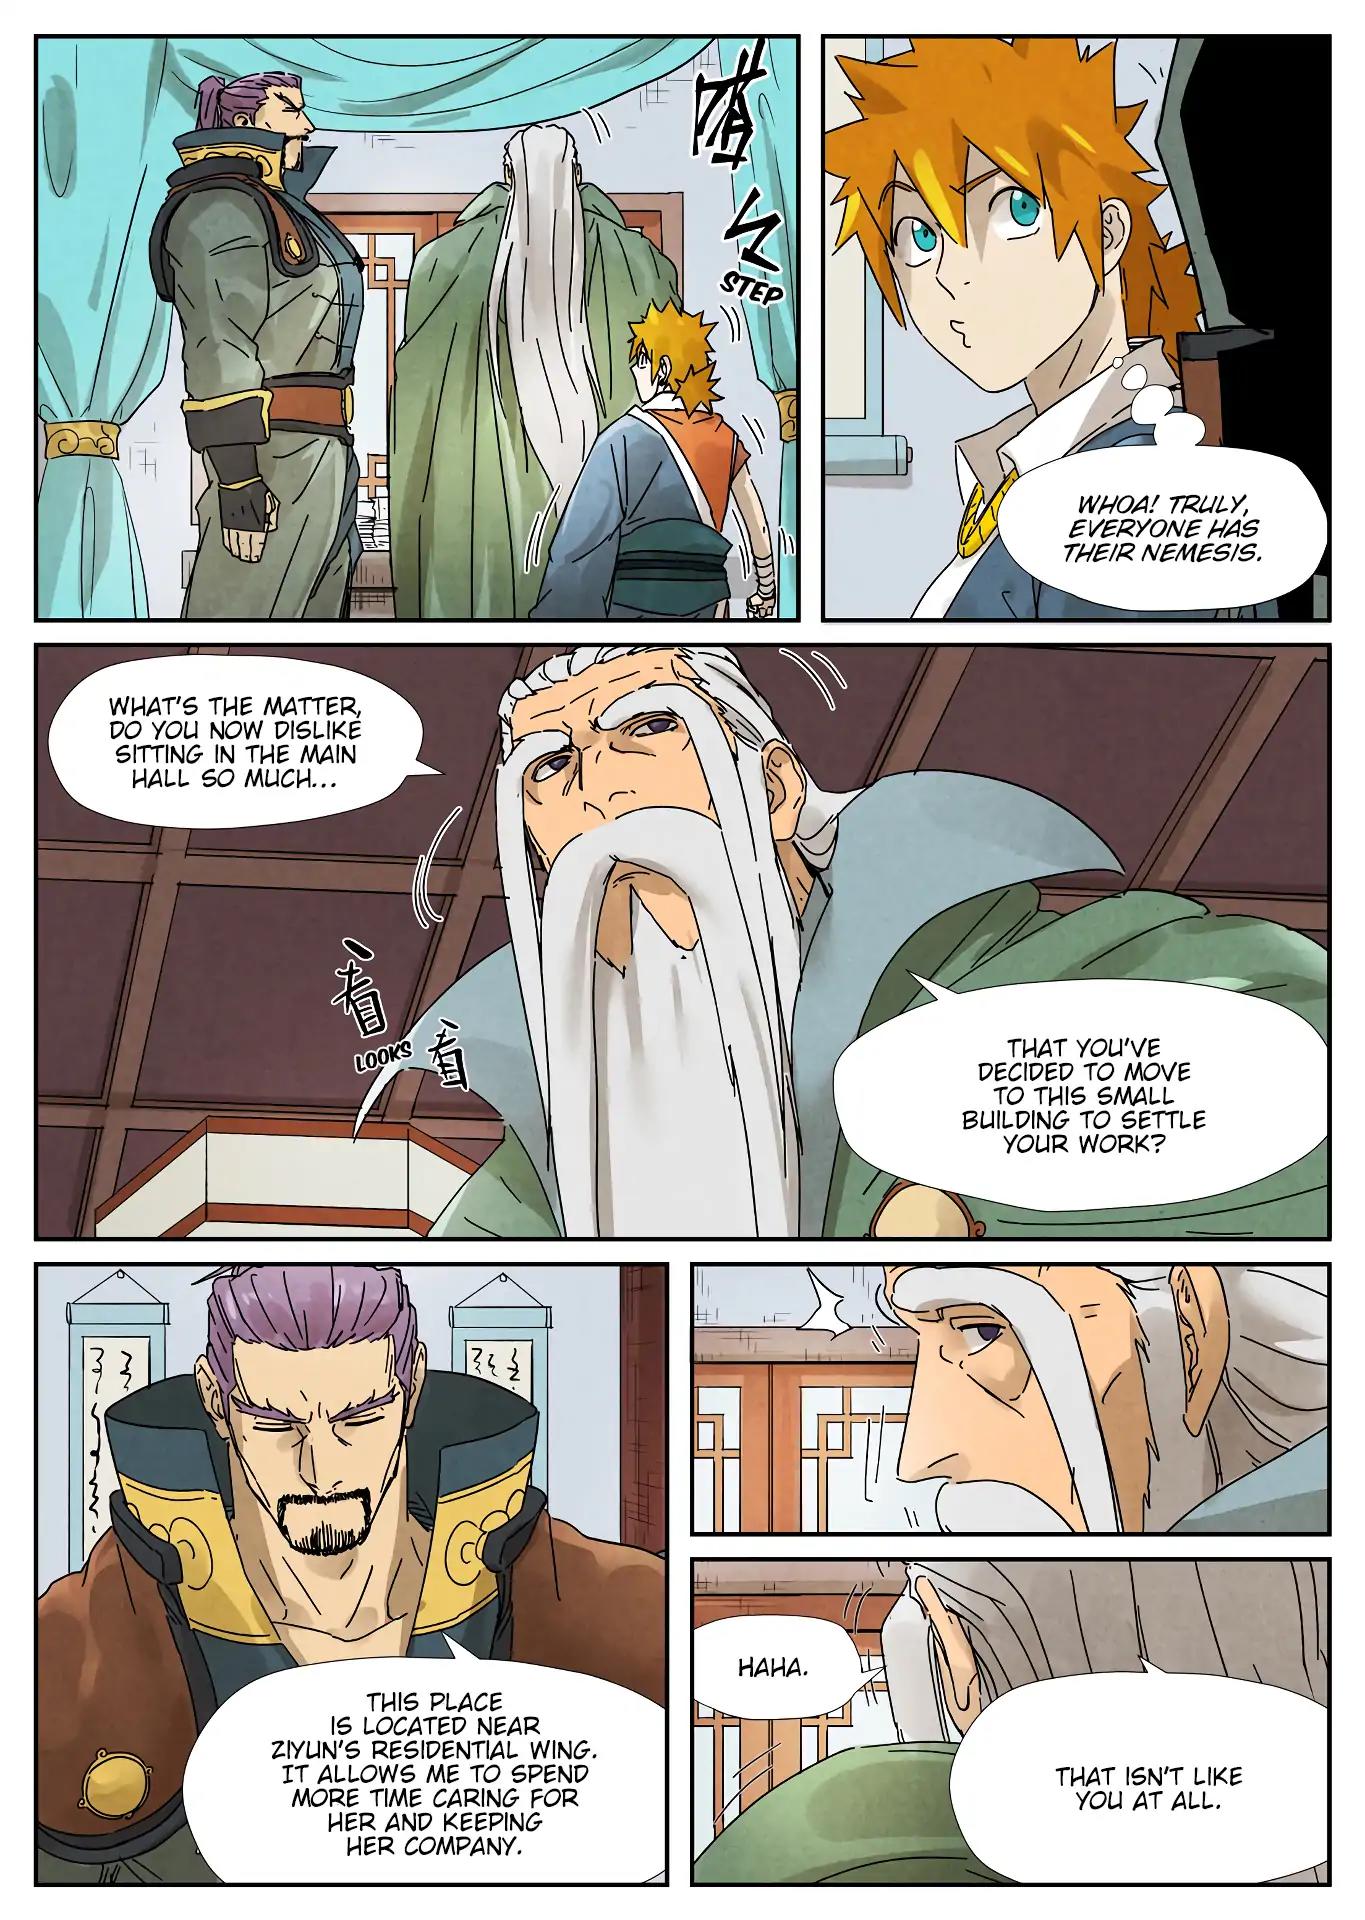 踏
STEP
WHOA! TRULY,
EVERYONE HAS
THEIR NEMESIS.
WHAT'S THE MATTER,
DO YOU NOW DISLIKE
SITTING IN THE MAIN
HALL SO MUCH...
看
LOOKS
看
THAT YOU'VE
DECIDED TO MOVE
TO THIS SMALL
BUILDING TO SETTLE
YOUR WORK?
THIS PLACE
IS LOCATED NEAR
ZIYUN'S RESIDENTIAL WING.
IT ALLOWS ME TO SPEND
MORE TIME CARING FOR
HER AND KEEPING
HER COMPANY.
HAHA.
THAT ISN'T LIKE
YOU AT ALL.